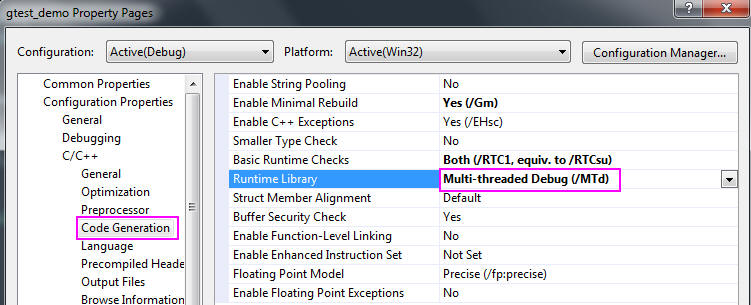 gtest_demo Property Pages
Configuration: Active(Debug) Platform: Active(Win32) Configuration Manager...
Common Properties
Configuration Properties
General
Debugging
C/C++
General
Optimization
Preprocessor
Code Generation
Language
Precompiled Heade
Output Files
Browse Information
Enable String Pooling No
Enable Minimal Rebuild Yes (/Gm)
Enable C++ Exceptions Yes (/EHsc)
Smaller Type Check No
Basic Runtime Checks Both (/RTC1, equiv. to /RTCsu)
Runtime Library Multi-threaded Debug (/MTd)
Struct Member Alignment Default
Buffer Security Check Yes
Enable Function-Level Linking No
Enable Enhanced Instruction Set Not Set
Floating Point Model Precise (/fp:precise)
Enable Floating Point Exceptions No